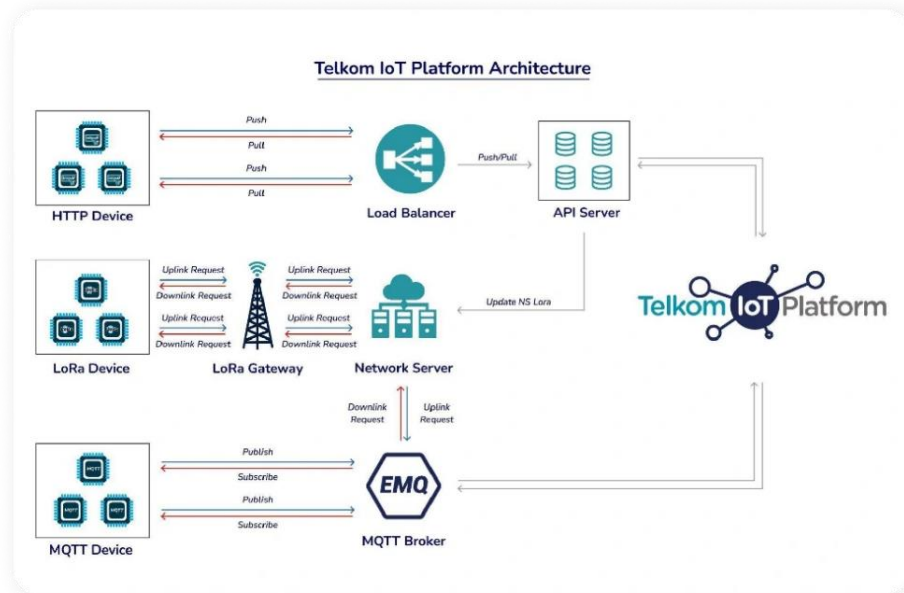 Telkom IoT Platform Architecture
Push
Pull
Push
Pull
HTTP Device
Load Balancer
Push/Pull
API Server
Uplink Request
Downlink Request
Uplink Request
Downlink Request
LoRa Device
LoRa Gateway
Uplink Request
Downlink Request
Uplink Request
Downlink Request
Network Server
Update NS Lora
Telkom IoT Platform
Downlink
Request
Uplink
Request
MQTT
MQTT
MQTT
MQTT Device
Publish
Subscribe
Publish
Subscribe
EMQ
MQTT Broker